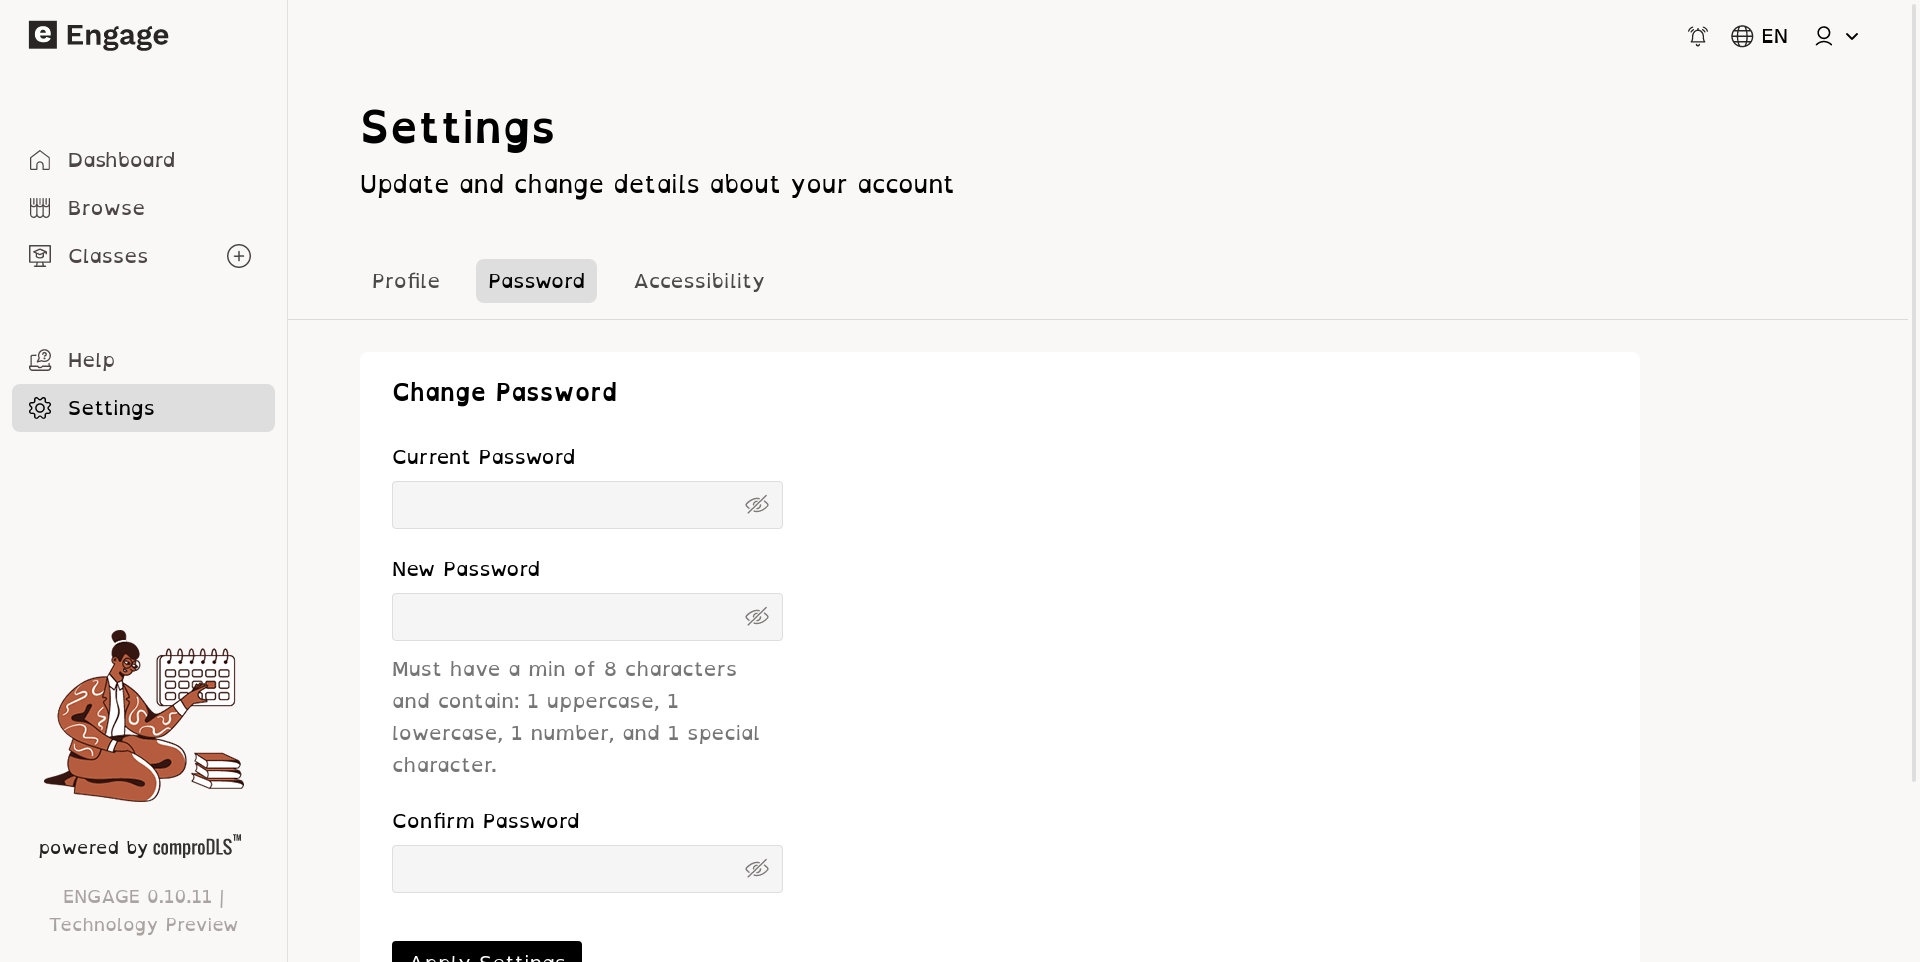 e Engage
EN
Dashboard
Browse
Classes
Help
Settings
powered by comproDLS™
ENGAGE 0.10.11 |
Technology Preview
Settings
Update and change details about your account
Profile
Password
Accessibility
Change Password
Current Password
New Password
Must have a min of 8 characters
and contain: 1 uppercase, 1
lowercase, 1 number, and 1 special
character.
Confirm Password
Apply Settings